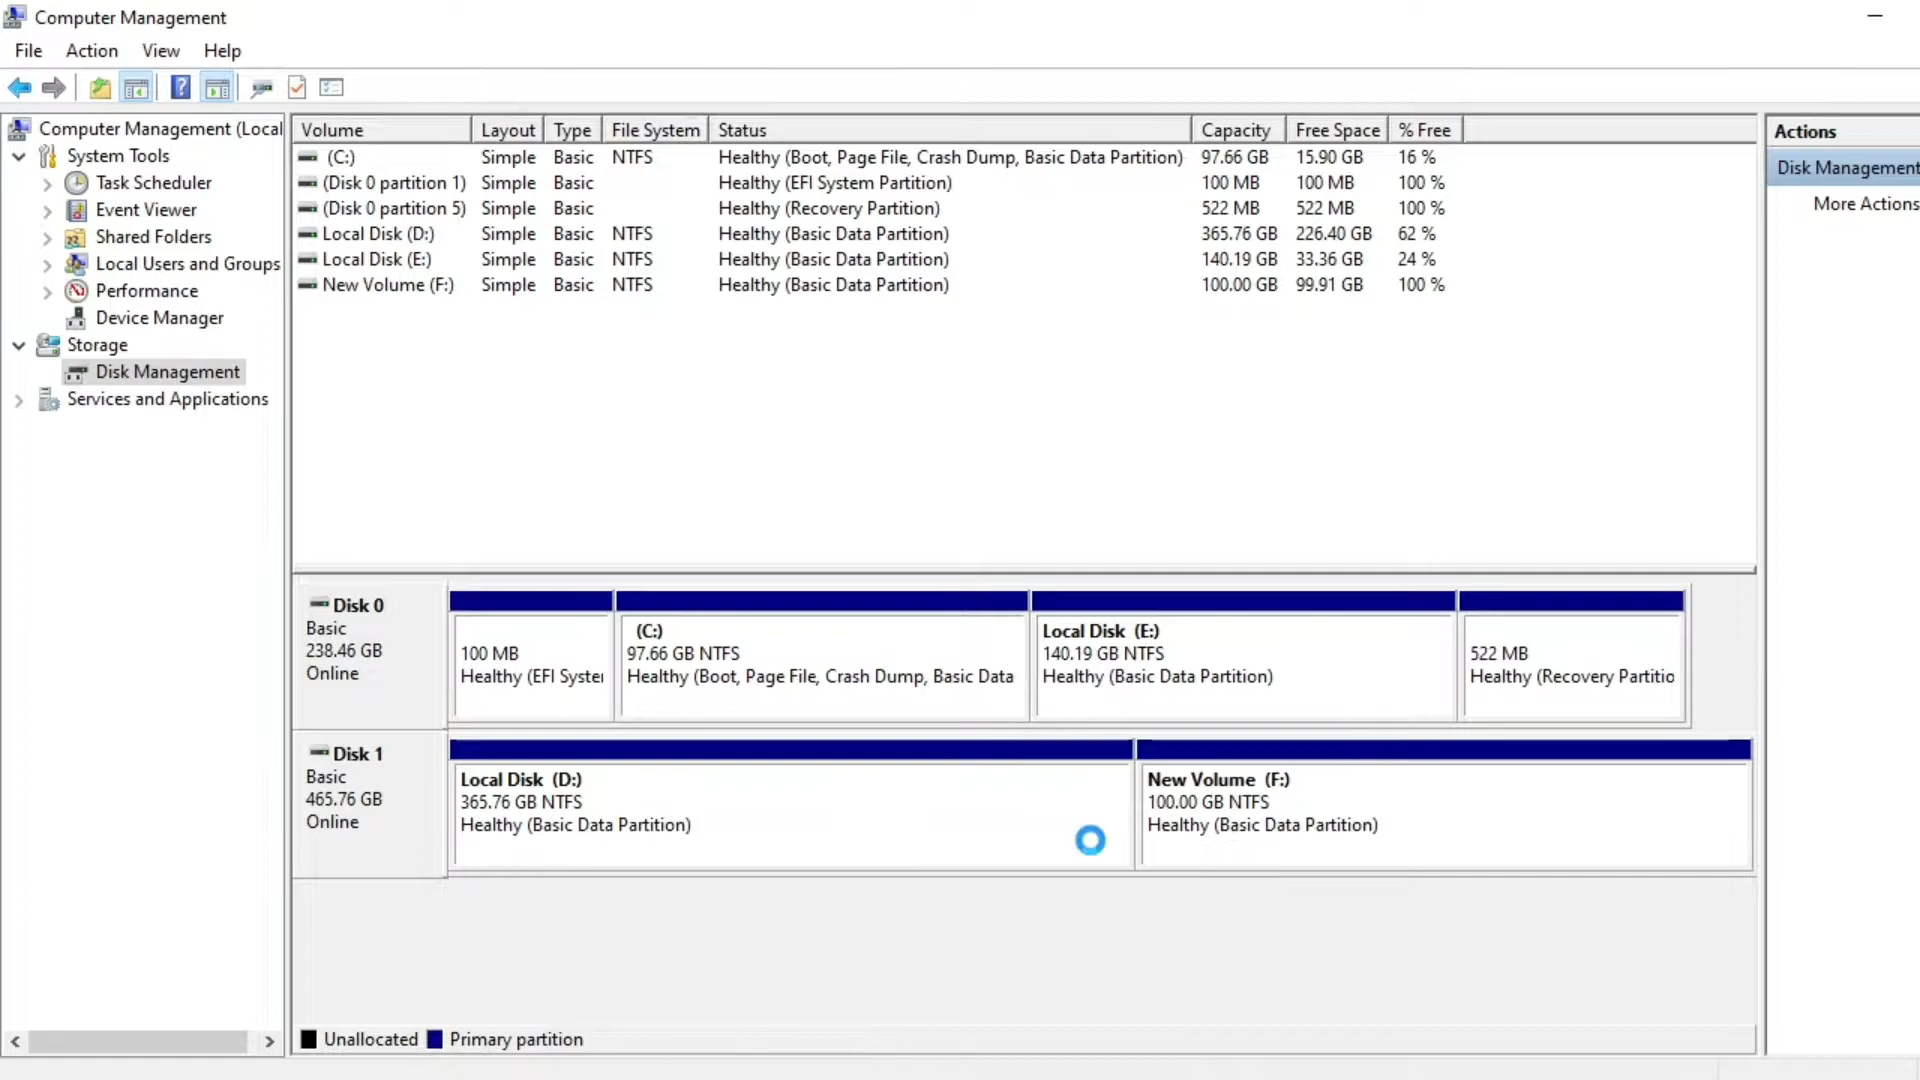 Computer Management
File Action View Help
Computer Management (Local
System Tools
Task Scheduler
Event Viewer
Shared Folders
Local Users and Groups
Performance
Device Manager
Storage
Disk Management
Services and Applications
Volume Layout Type File System Status Capacity Free Space % Free
(C:) Simple Basic NTFS Healthy (Boot, Page File, Crash Dump, Basic Data Partition) 97.66 GB 15.90 GB 16 %
(Disk 0 partition 1) Simple Basic Healthy (EFI System Partition) 100 MB 100 MB 100 %
(Disk 0 partition 5) Simple Basic Healthy (Recovery Partition) 522 MB 522 MB 100 %
Local Disk (D:) Simple Basic NTFS Healthy (Basic Data Partition) 365.76 GB 226.40 GB 62 %
Local Disk (E:) Simple Basic NTFS Healthy (Basic Data Partition) 140.19 GB 33.36 GB 24 %
New Volume (F:) Simple Basic NTFS Healthy (Basic Data Partition) 100.00 GB 99.91 GB 100 %
Disk 0
Basic
238.46 GB
Online
100 MB
Healthy (EFI Syster
(C:)
97.66 GB NTFS
Healthy (Boot, Page File, Crash Dump, Basic Data
Local Disk (E:)
140.19 GB NTFS
Healthy (Basic Data Partition)
522 MB
Healthy (Recovery Partitio
Disk 1
Basic
465.76 GB
Online
Local Disk (D:)
365.76 GB NTFS
Healthy (Basic Data Partition)
New Volume (F:)
100.00 GB NTFS
Healthy (Basic Data Partition)
Unallocated Primary partition
Actions
Disk Management
More Actions